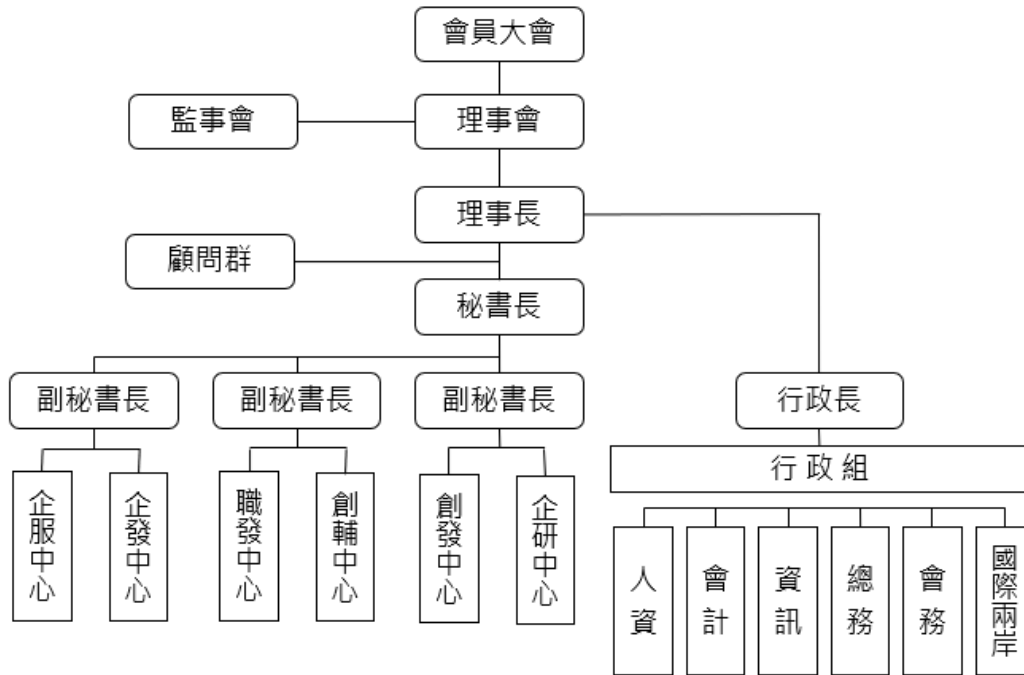 會員大會
監事會
理事會
理事長
顧問群
秘書長
副秘書長
副秘書長
副秘書長
行政長
行政組
企服中心
企發中心
職發中心
創輔中心
創發中心
企研中心
人資
會計
資訊
總務
會務
國際兩岸